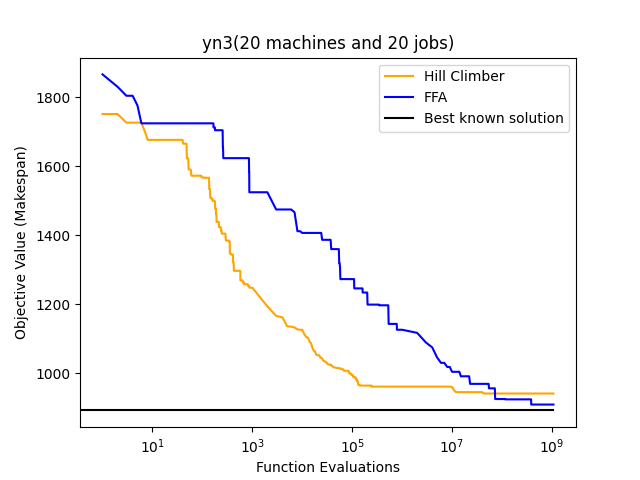 yn3(20 machines and 20 jobs)
Hill Climber
FFA
Best known solution
Objective Value (Makespan)
1800
1600
1400
1200
1000
10¹ 10³ 10⁵ 10⁷ 10⁹
Function Evaluations